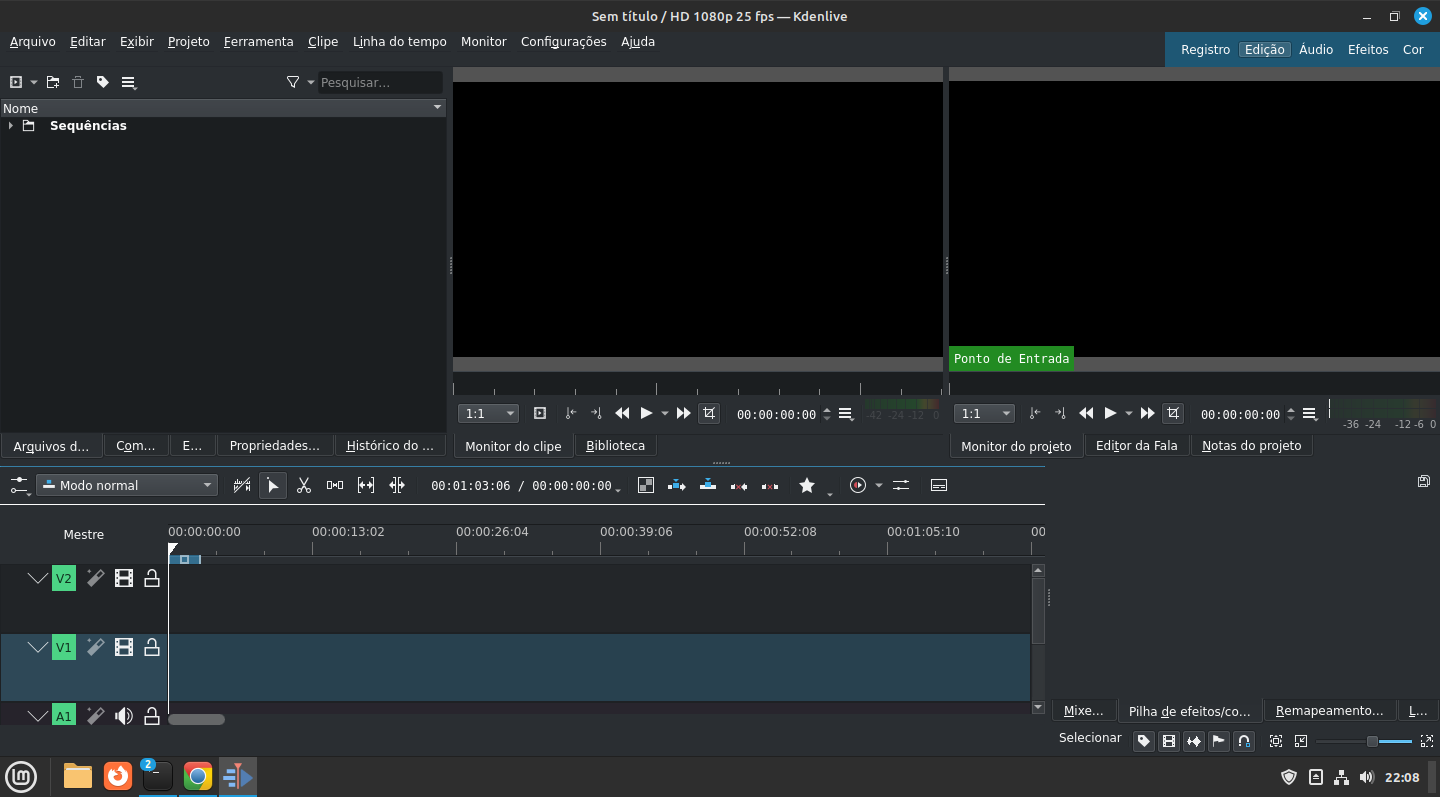 Sem título / HD 1080p 25 fps — Kdenlive
Arquivo Editar Exibir Projeto Ferramenta Clipe Linha do tempo Monitor Configurações Ajuda
Registro Edição Áudio Efeitos Cor
Pesquisar...
Nome
Sequências
Ponto de Entrada
1:1 00:00:00:00 -42 -24 -12 0
1:1 00:00:00:00 -36 -24 -12 -6 0
Arquivos d... Com... E... Propriedades... Histórico do ...
Monitor do clipe Biblioteca
Monitor do projeto Editor da Fala Notas do projeto
Modo normal 00:01:03:06 / 00:00:00:00
Mestre 00:00:00:00 00:00:13:02 00:00:26:04 00:00:39:06 00:00:52:08 00:01:05:10 00
V2
V1
A1
Mixe... Pilha de efeitos/co... Remapeamento... L...
Selecionar
lm 2 22:08